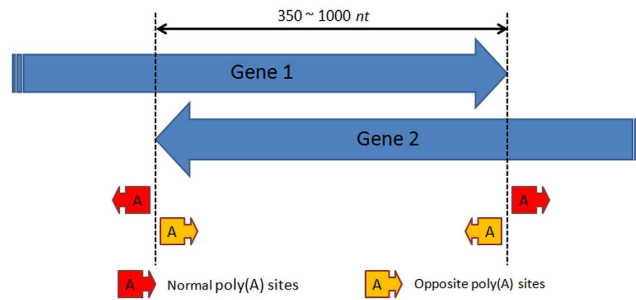 350 ~ 1000 nt
Gene 1
Gene 2
A A
A A
A Normal poly(A) sites A Opposite poly(A) sites